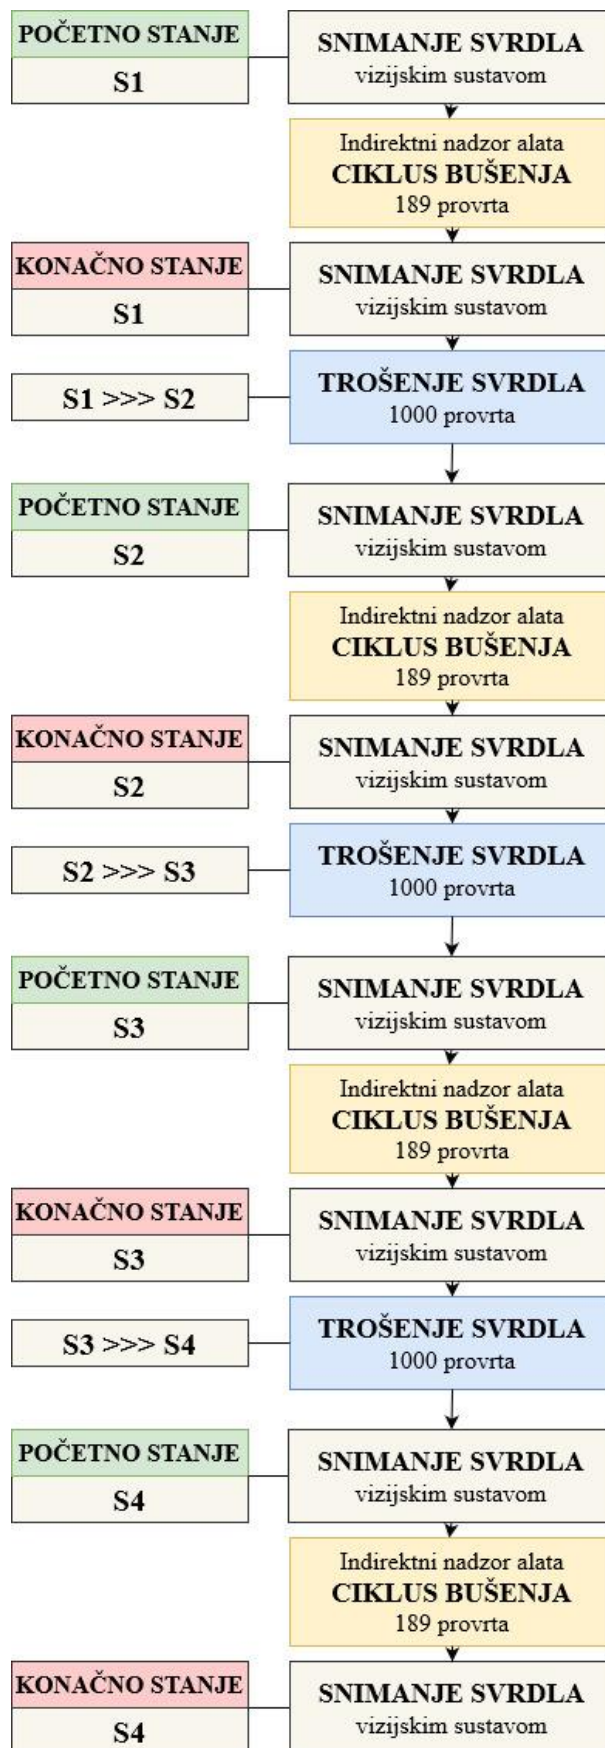 POČETNO STANJE
S1
SNIMANJE SVRDLA
vizijskim sustavom
Indirektni nadzor alata
CIKLUS BUŠENJA
189 provrta
KONAČNO STANJE
S1
SNIMANJE SVRDLA
vizijskim sustavom
S1 >>> S2
TROŠENJE SVRDLA
1000 provrta
POČETNO STANJE
S2
SNIMANJE SVRDLA
vizijskim sustavom
Indirektni nadzor alata
CIKLUS BUŠENJA
189 provrta
KONAČNO STANJE
S2
SNIMANJE SVRDLA
vizijskim sustavom
S2 >>> S3
TROŠENJE SVRDLA
1000 provrta
POČETNO STANJE
S3
SNIMANJE SVRDLA
vizijskim sustavom
Indirektni nadzor alata
CIKLUS BUŠENJA
189 provrta
KONAČNO STANJE
S3
SNIMANJE SVRDLA
vizijskim sustavom
S3 >>> S4
TROŠENJE SVRDLA
1000 provrta
POČETNO STANJE
S4
SNIMANJE SVRDLA
vizijskim sustavom
Indirektni nadzor alata
CIKLUS BUŠENJA
189 provrta
KONAČNO STANJE
S4
SNIMANJE SVRDLA
vizijskim sustavom